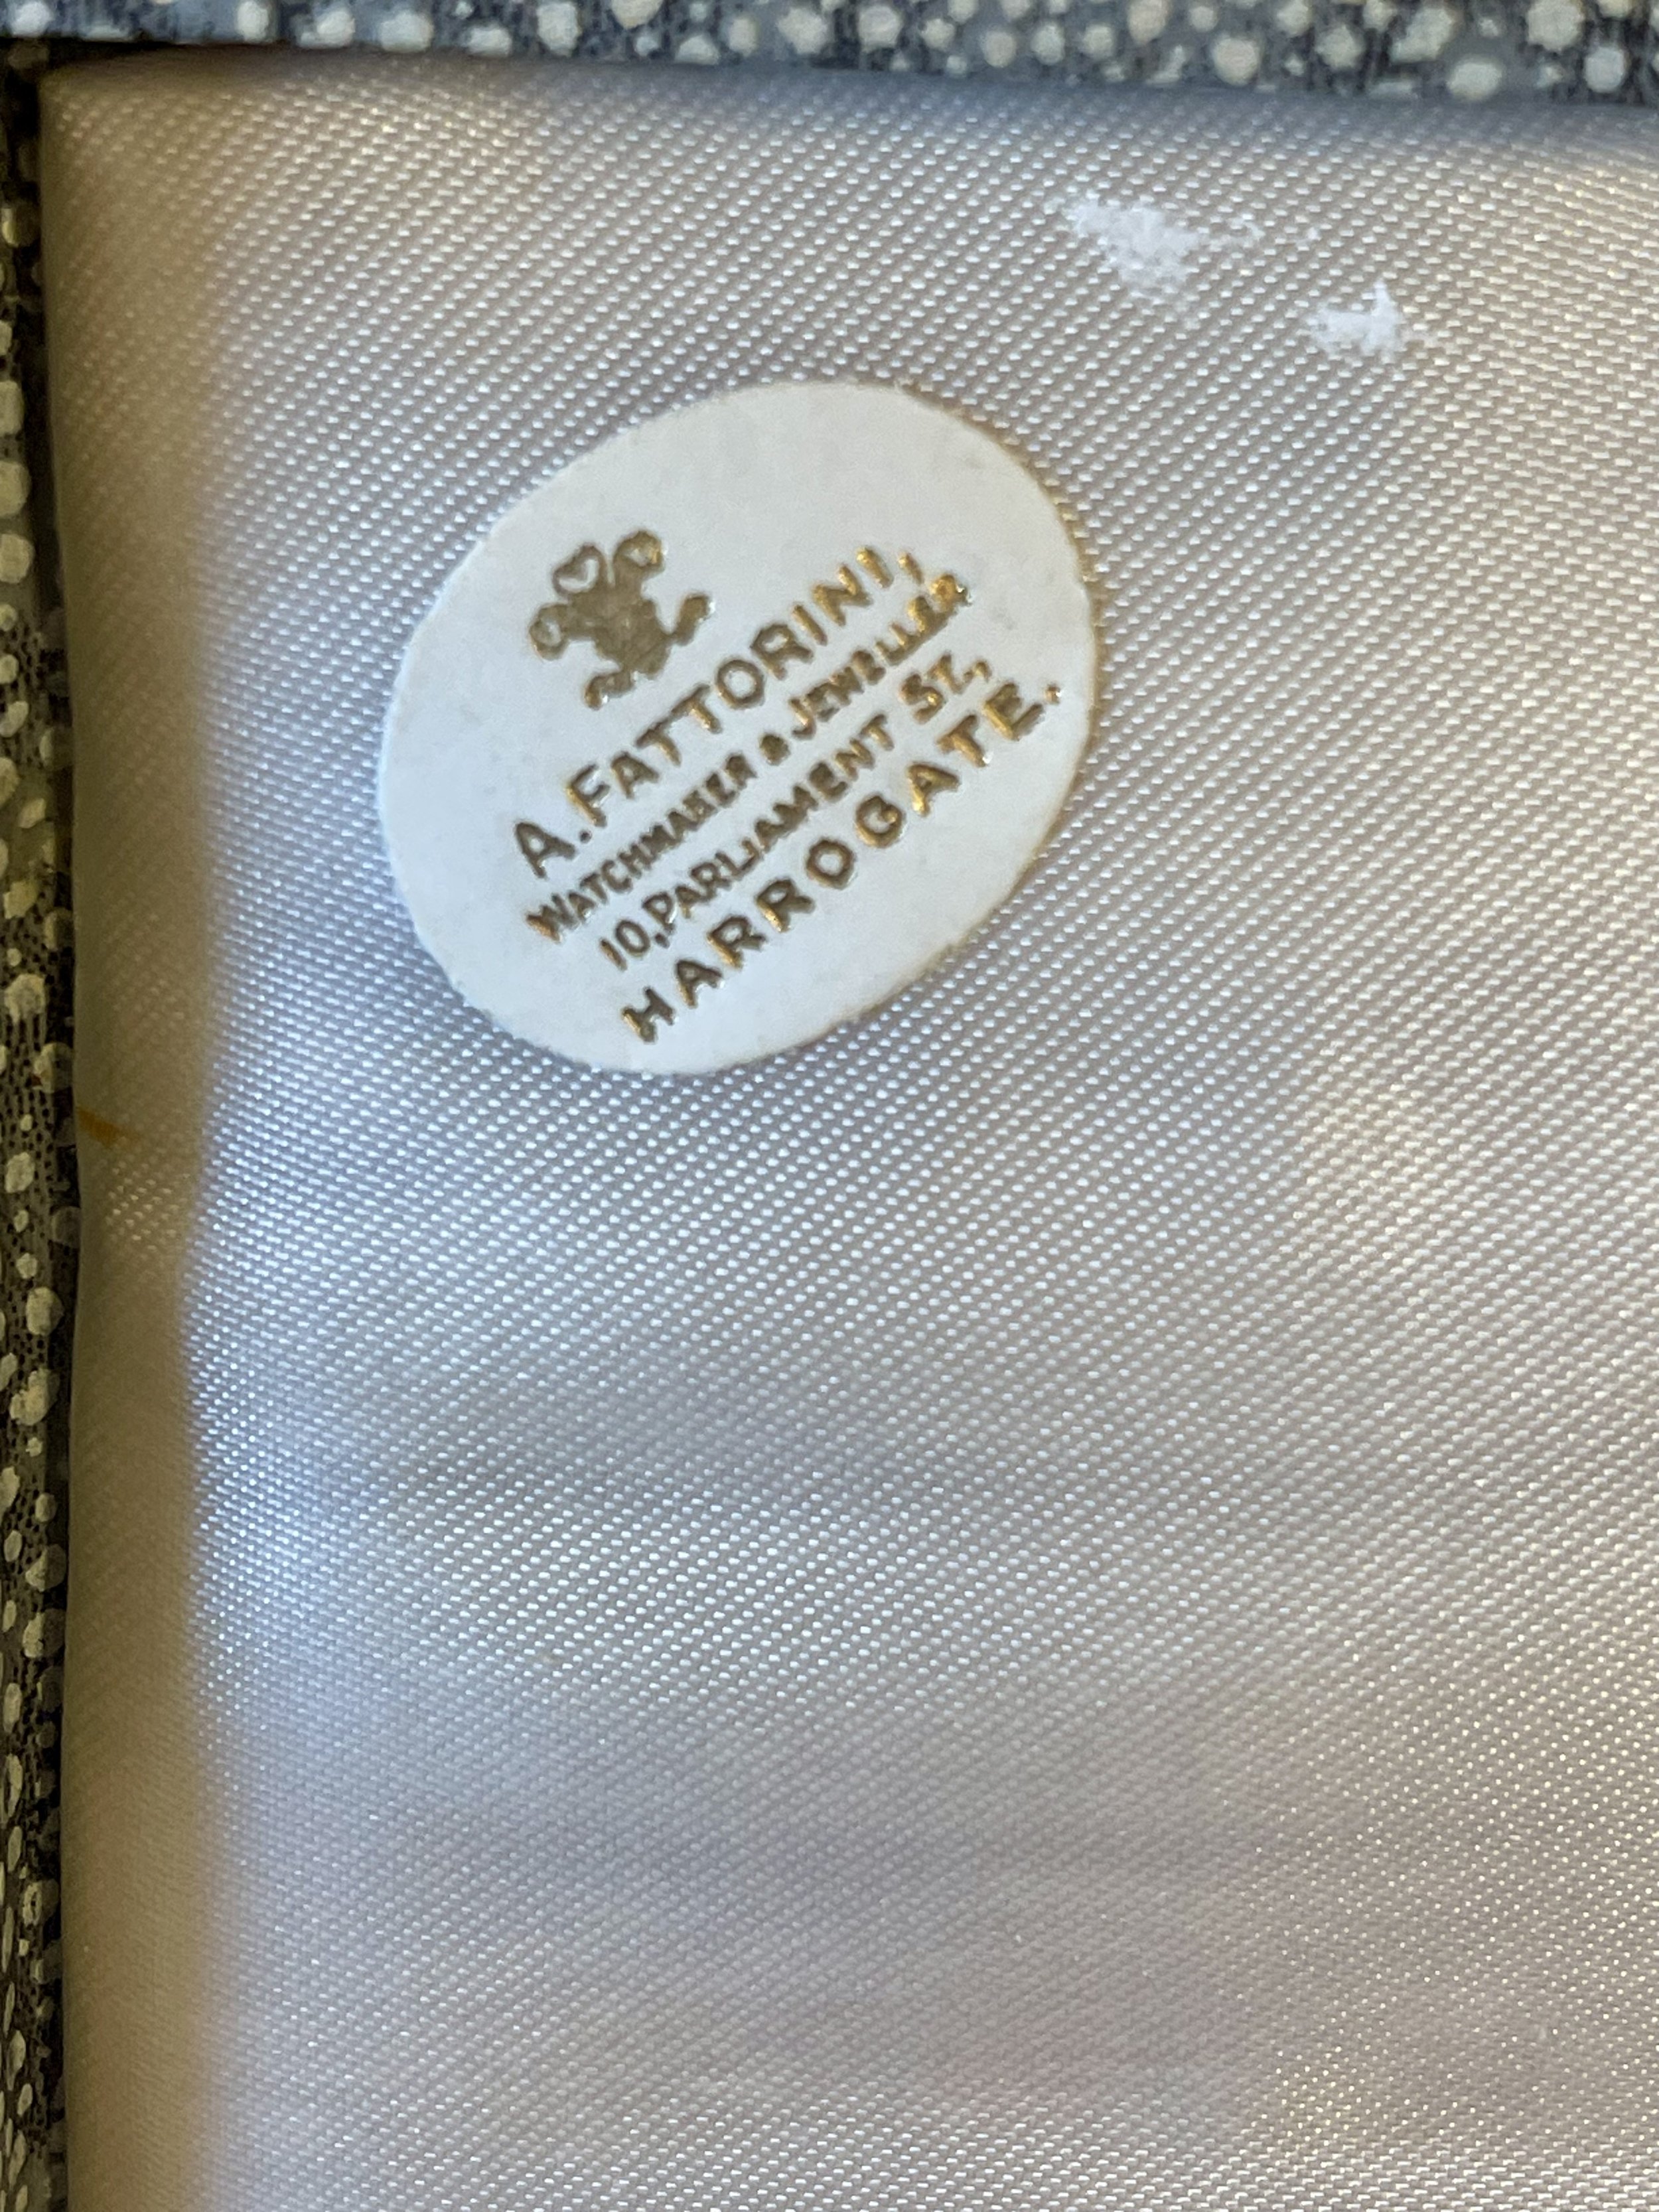 A. FATTORINI,
WATCHMAKER & JEWELLER
10, PARLIAMENT ST.,
HARROGATE.